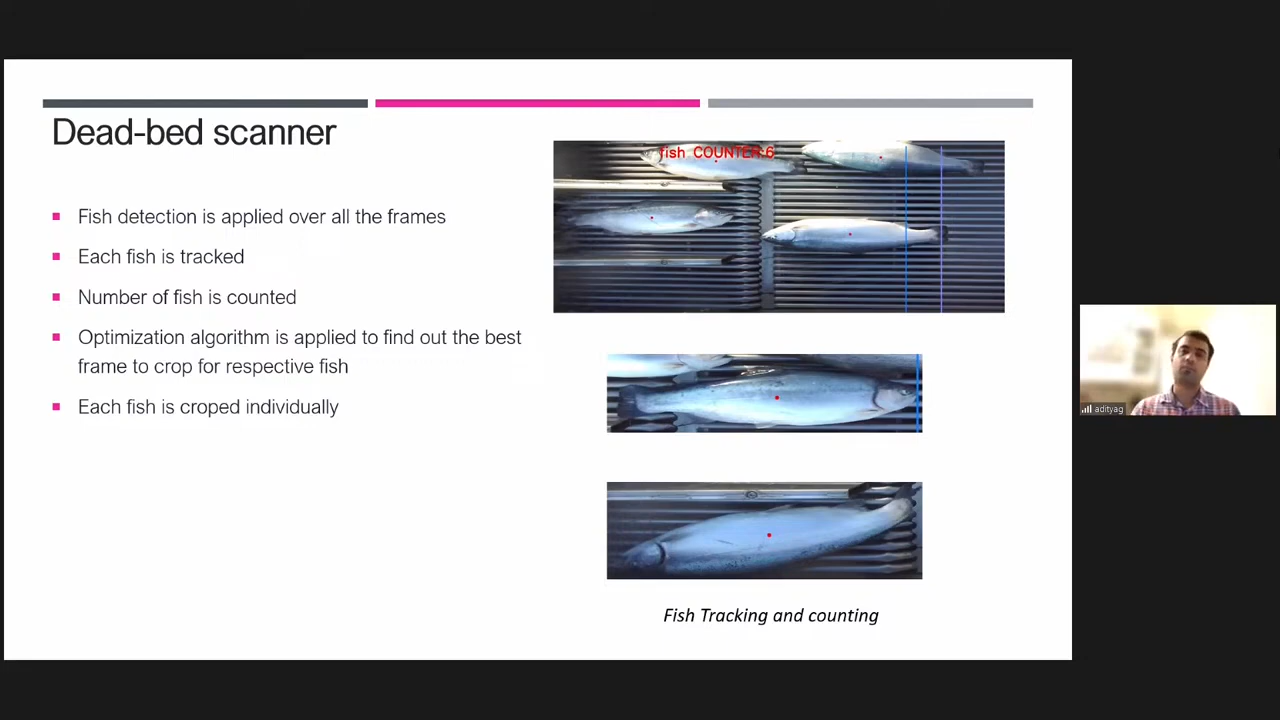 Dead-bed scanner
Fish detection is applied over all the frames
Each fish is tracked
Number of fish is counted
Optimization algorithm is applied to find out the best
frame to crop for respective fish
Each fish is croped individually
fish COUNTER:6
Fish Tracking and counting
adityag